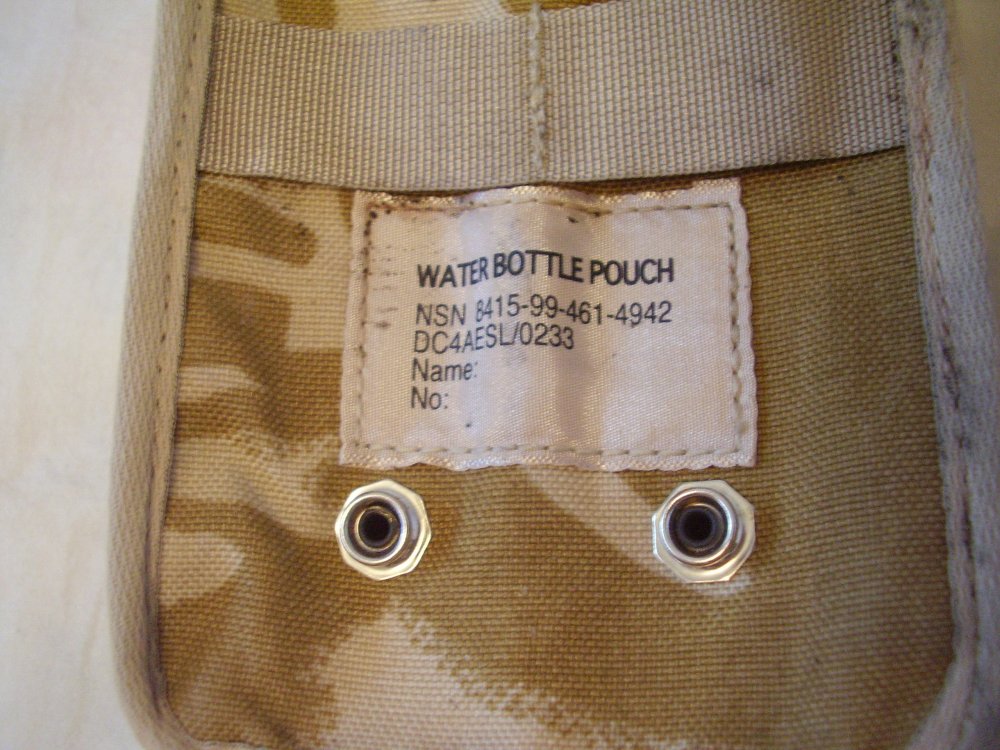 WATER BOTTLE POUCH
NSN 8415-99-461-4942
DC4AESL/0233
Name:
No: